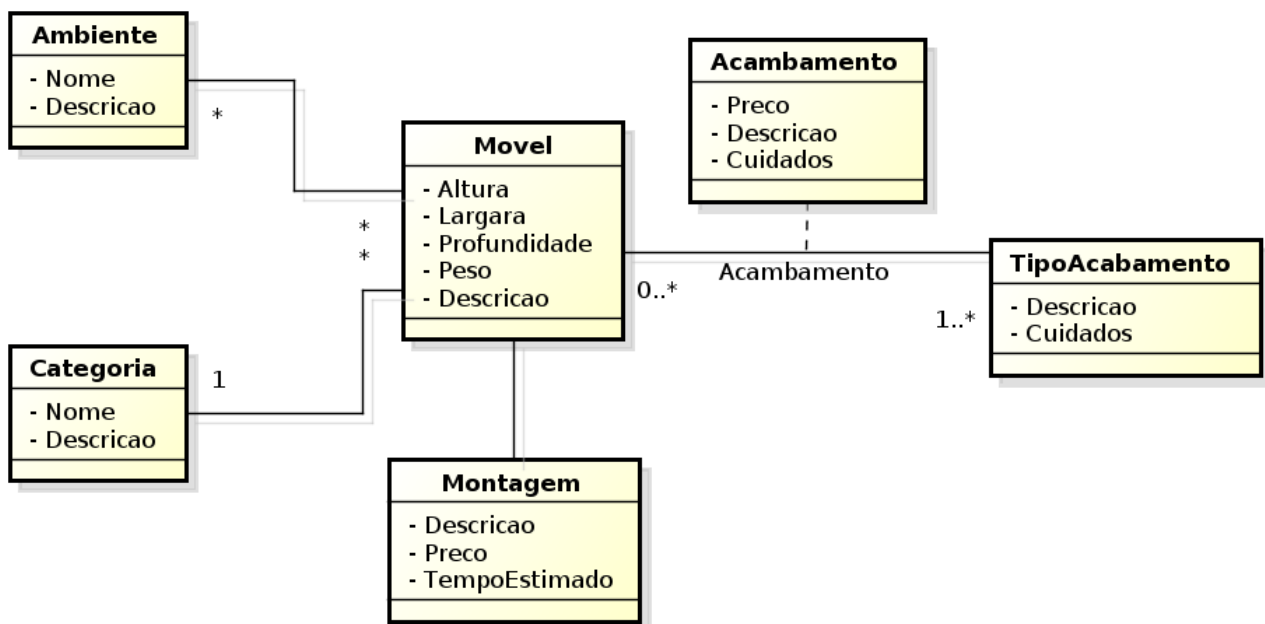 Ambiente
- Nome
- Descricao
*
Acambamento
- Preco
- Descricao
- Cuidados
Movel
- Altura
- Largara
- Profundidade
- Peso
- Descricao
*
*
Acambamento
0..*
1..*
TipoAcabamento
- Descricao
- Cuidados
Categoria
- Nome
- Descricao
1
Montagem
- Descricao
- Preco
- TempoEstimado